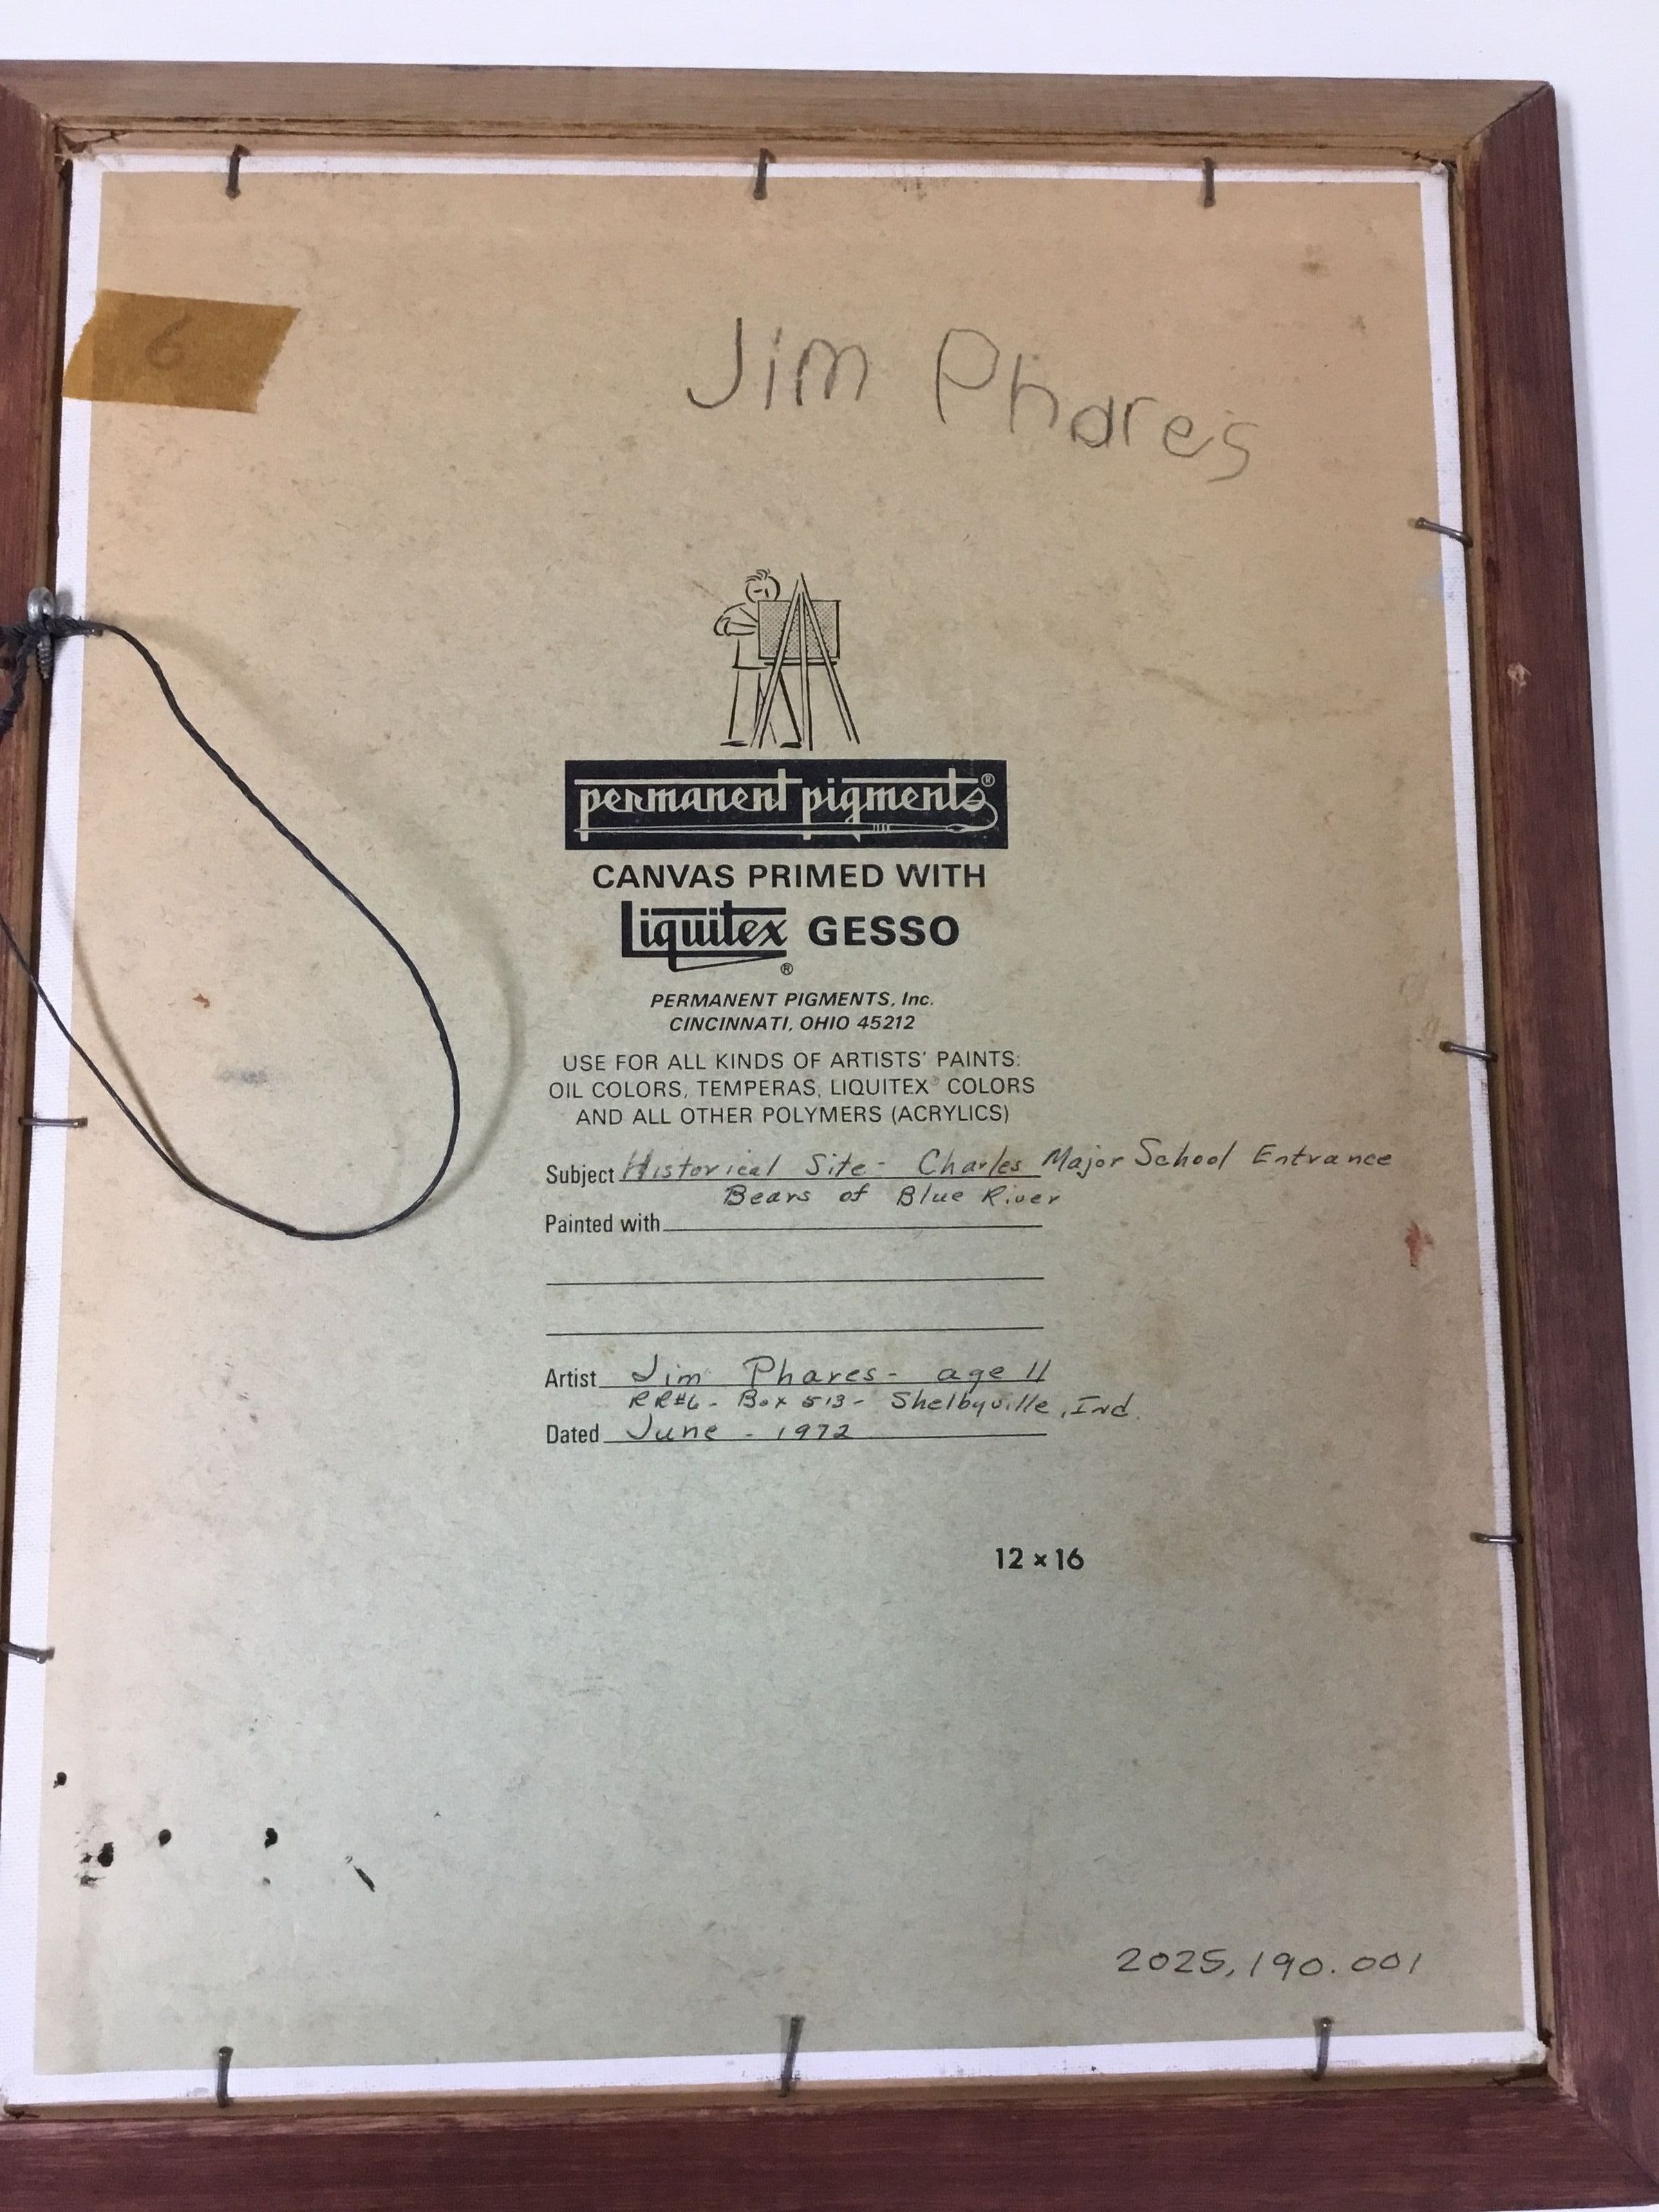 6
Jim Phares
permanent pigments®
CANVAS PRIMED WITH
Liquitex® GESSO
PERMANENT PIGMENTS, Inc.
CINCINNATI, OHIO 45212
USE FOR ALL KINDS OF ARTISTS' PAINTS:
OIL COLORS, TEMPERAS, LIQUITEX® COLORS
AND ALL OTHER POLYMERS (ACRYLICS)
Subject Historical Site - Charles Major School Entrance
Bears of Blue River
Painted with
Artist Jim Phares - age 11
RR#6 - Box 513 - Shelbyville, Ind.
Dated June - 1972
12 x 16
2025.190.001